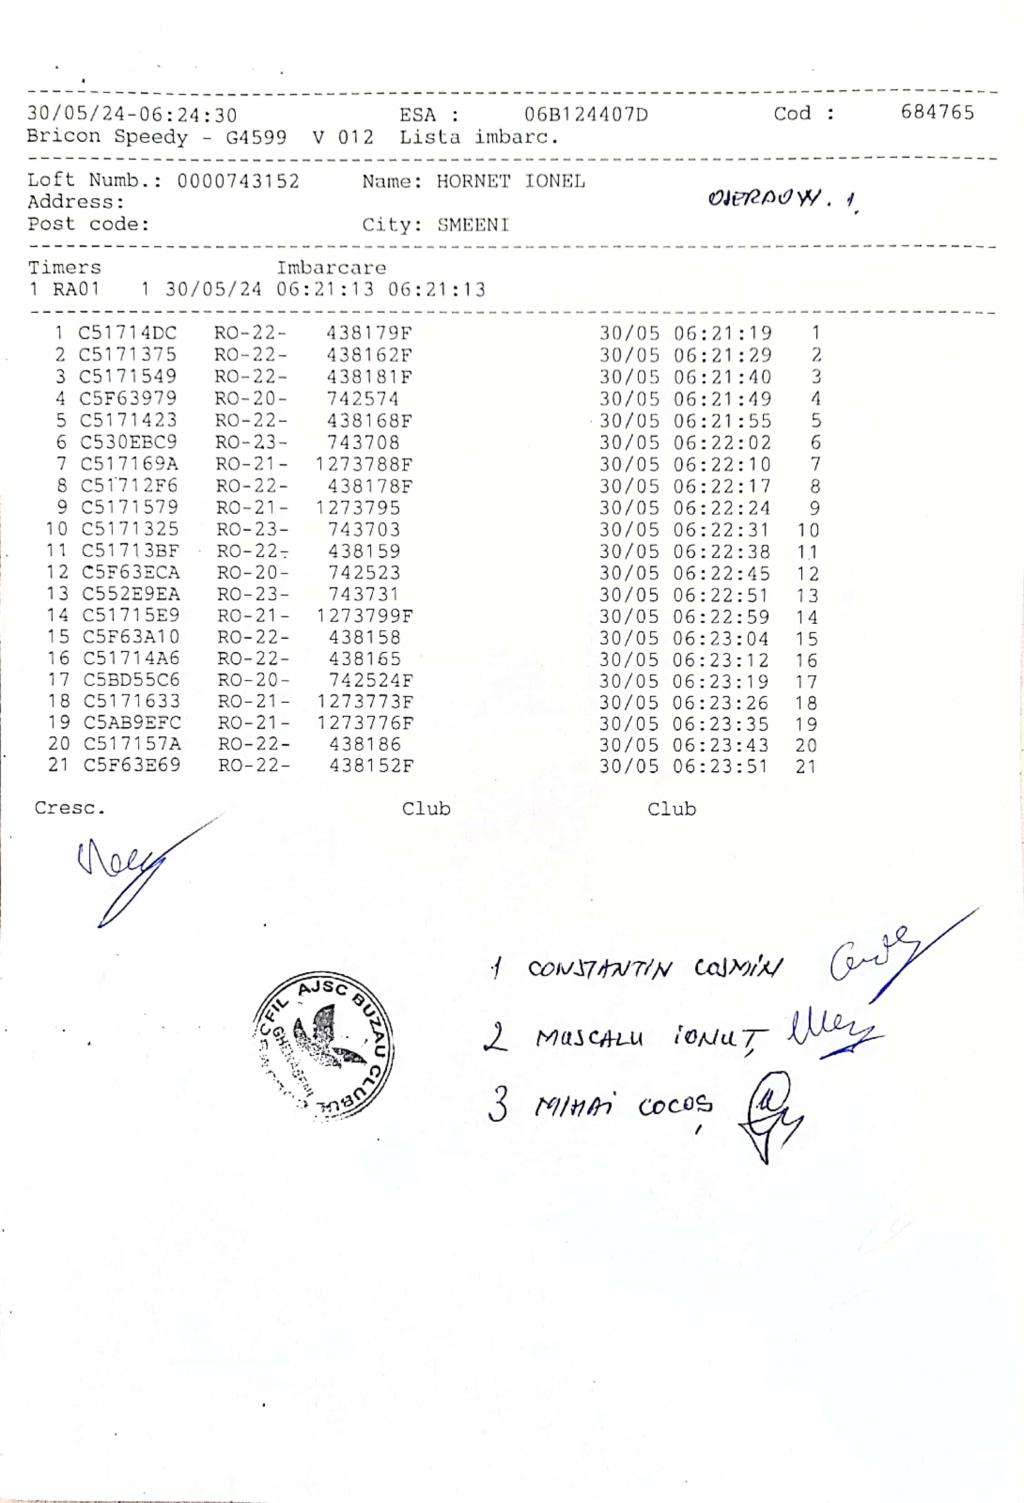 30/05/24-06:24:30 ESA : 06B124407D Cod : 684765
Bricon Speedy - G4599 V 012 Lista imbarc.
Loft Numb.: 0000743152 Name: HORNET IONEL
Address:
Post code: City: SMEENI
Timers Imbarcare
1 RA01 1 30/05/24 06:21:13 06:21:13
1 C51714DC RO-22- 438179F 30/05 06:21:19 1
2 C5171375 RO-22- 438162F 30/05 06:21:29 2
3 C5171549 RO-22- 438181F 30/05 06:21:40 3
4 C5F63979 RO-20- 742574 30/05 06:21:49 4
5 C5171423 RO-22- 438168F 30/05 06:21:55 5
6 C530EBC9 RO-23- 743708 30/05 06:22:02 6
7 C517169A RO-21- 1273788F 30/05 06:22:10 7
8 C51712F6 RO-22- 438178F 30/05 06:22:17 8
9 C5171579 RO-21- 1273795 30/05 06:22:24 9
10 C5171325 RO-23- 743703 30/05 06:22:31 10
11 C51713BF RO-22- 438159 30/05 06:22:38 11
12 C5F63ECA RO-20- 742523 30/05 06:22:45 12
13 C552E9EA RO-23- 743731 30/05 06:22:51 13
14 C51715E9 RO-21- 1273799F 30/05 06:22:59 14
15 C5F63A10 RO-22- 438158 30/05 06:23:04 15
16 C51714A6 RO-22- 438165 30/05 06:23:12 16
17 C5BD55C6 RO-20- 742524F 30/05 06:23:19 17
18 C5171633 RO-21- 1273773F 30/05 06:23:26 18
19 C5AB9EFC RO-21- 1273776F 30/05 06:23:35 19
20 C517157A RO-22- 438186 30/05 06:23:43 20
21 C5F63E69 RO-22- 438152F 30/05 06:23:51 21
Cresc. Club Club
1 CONSTANTIN COSMIN
2 MUSCALU IONUȚ
3 MIHAI COCOȘ
AJSC BUZAU CLUBUL